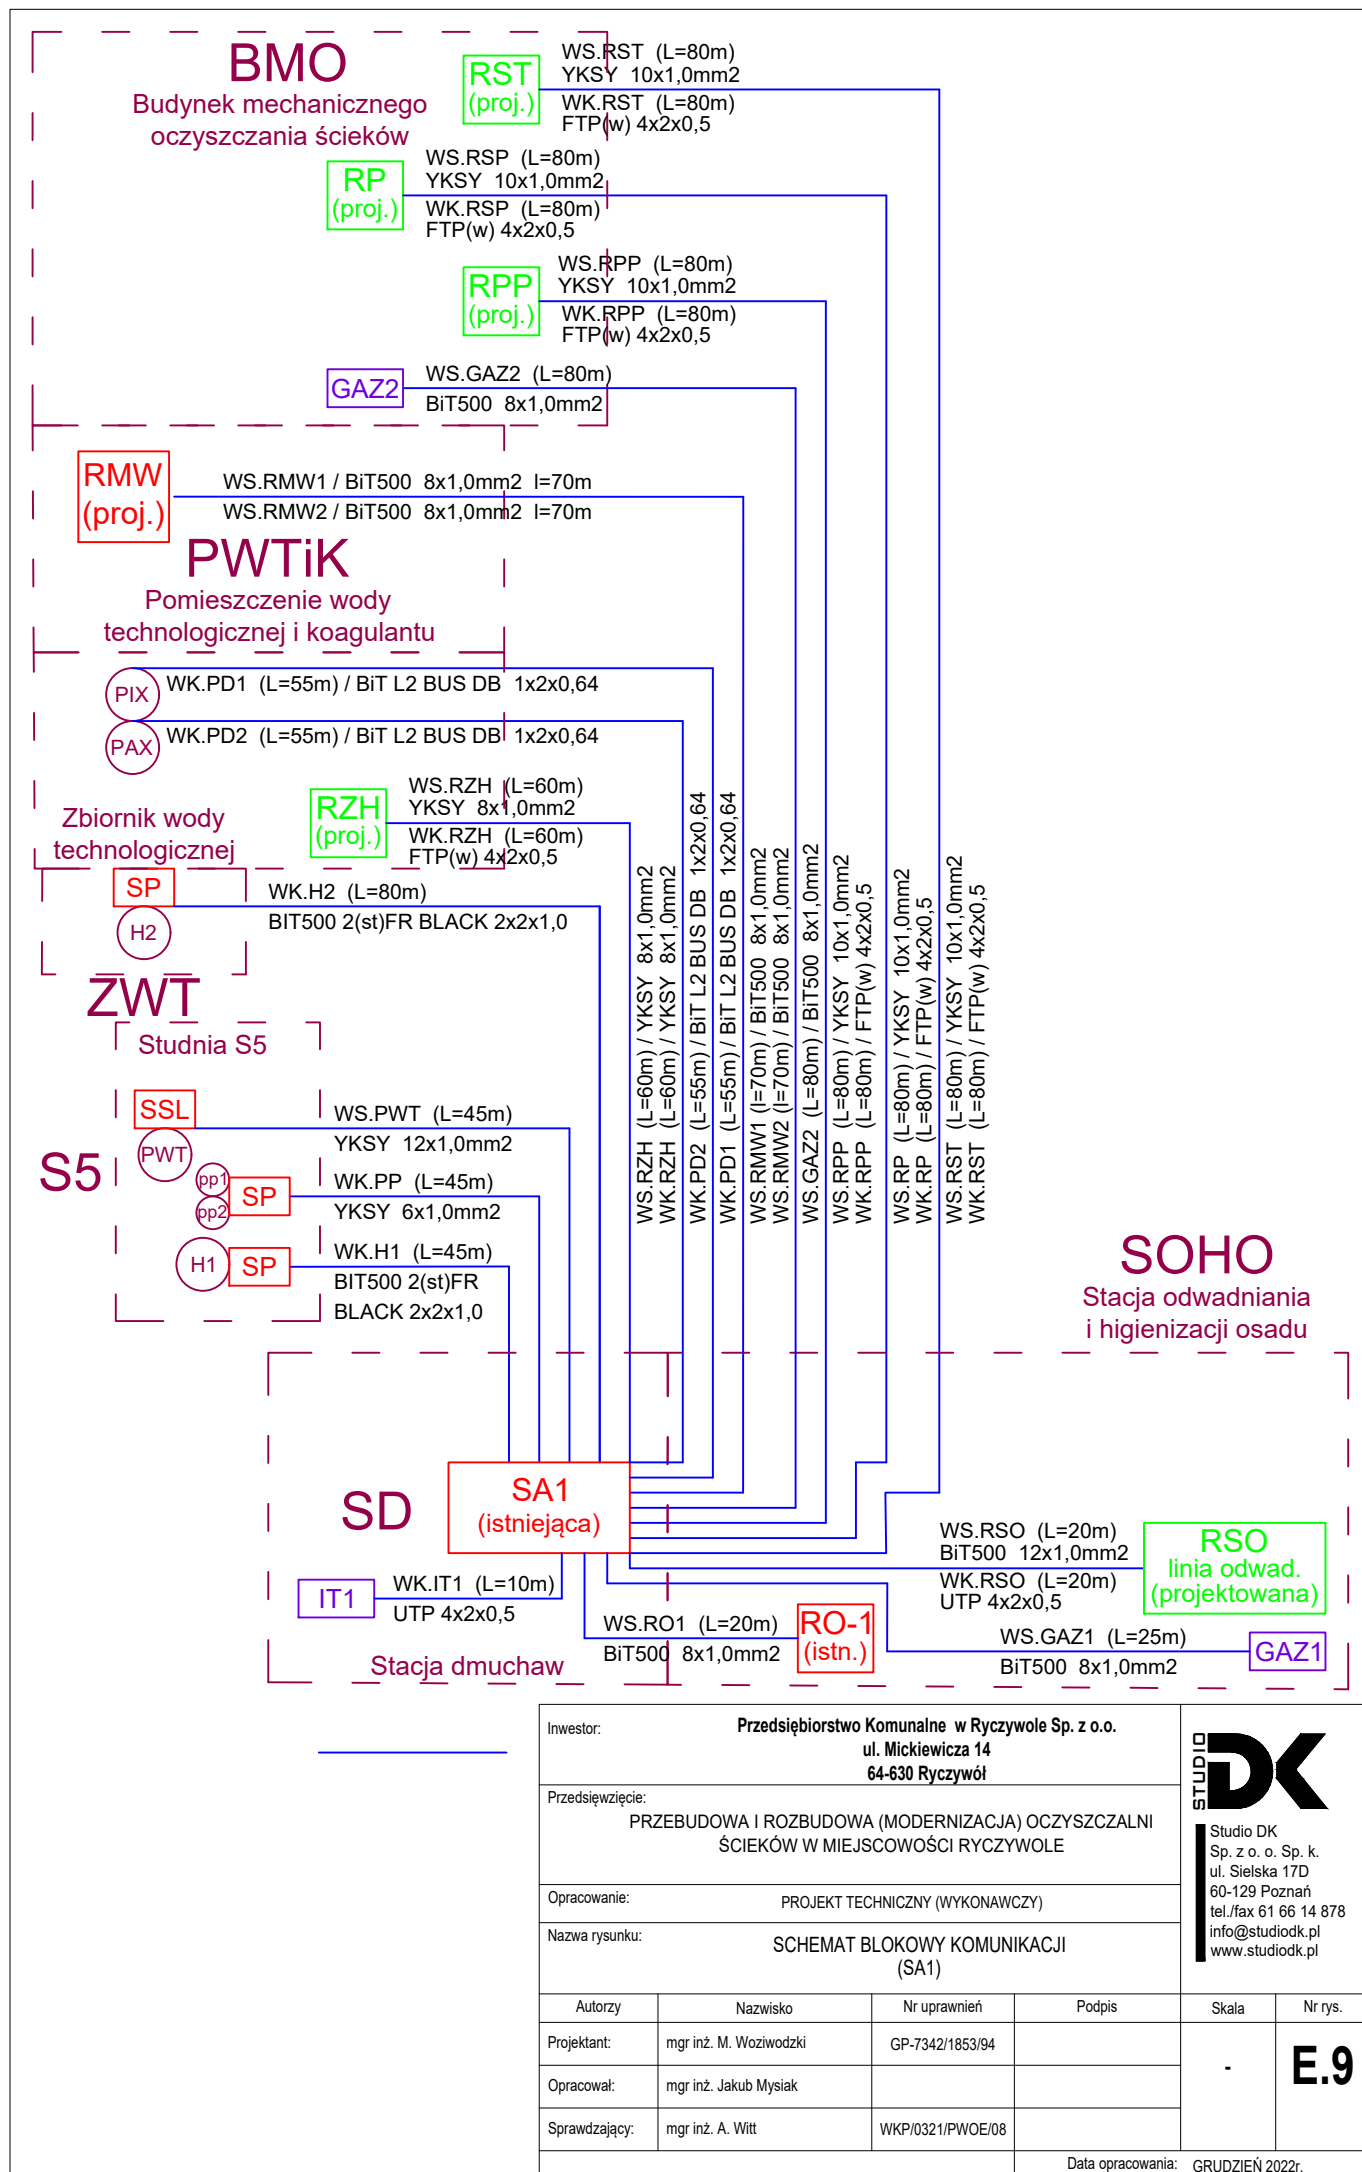 BMO
Budynek mechanicznego
oczyszczania ścieków
RST
(proj.)
WS.RST (L=80m)
YKSY 10x1,0mm2
WK.RST (L=80m)
FTP(w) 4x2x0,5
RP
(proj.)
WS.RSP (L=80m)
YKSY 10x1,0mm2
WK.RSP (L=80m)
FTP(w) 4x2x0,5
RPP
(proj.)
WS.RPP (L=80m)
YKSY 10x1,0mm2
WK.RPP (L=80m)
FTP(w) 4x2x0,5
GAZ2
WS.GAZ2 (L=80m)
BiT500 8x1,0mm2
RMW
(proj.)
WS.RMW1 / BiT500 8x1,0mm2 l=70m
WS.RMW2 / BiT500 8x1,0mm2 l=70m
PWTiK
Pomieszczenie wody
technologicznej i koagulantu
PIX
WK.PD1 (L=55m) / BiT L2 BUS DB 1x2x0,64
PAX
WK.PD2 (L=55m) / BiT L2 BUS DB 1x2x0,64
RZH
(proj.)
WS.RZH (L=60m)
YKSY 8x1,0mm2
WK.RZH (L=60m)
FTP(w) 4x2x0,5
Zbiornik wody
technologicznej
SP
H2
WK.H2 (L=80m)
BIT500 2(st)FR BLACK 2x2x1,0
ZWT
Studnia S5
SSL
PWT
WS.PWT (L=45m)
YKSY 12x1,0mm2
S5
pp1
pp2
SP
WK.PP (L=45m)
YKSY 6x1,0mm2
H1
SP
WK.H1 (L=45m)
BIT500 2(st)FR
BLACK 2x2x1,0
WS.RZH (L=60m) / YKSY 8x1,0mm2
WK.RZH (L=60m) / YKSY 8x1,0mm2
WK.PD2 (L=55m) / BiT L2 BUS DB 1x2x0,64
WK.PD1 (L=55m) / BiT L2 BUS DB 1x2x0,64
WS.RMW1 (l=70m) / BiT500 8x1,0mm2
WS.RMW2 (l=70m) / BiT500 8x1,0mm2
WS.GAZ2 (L=80m) / BiT500 8x1,0mm2
WS.RPP (L=80m) / YKSY 10x1,0mm2
WK.RPP (L=80m) / FTP(w) 4x2x0,5
WS.RP (L=80m) / YKSY 10x1,0mm2
WK.RP (L=80m) / FTP(w) 4x2x0,5
WS.RST (L=80m) / YKSY 10x1,0mm2
WK.RST (L=80m) / FTP(w) 4x2x0,5
SOHO
Stacja odwadniania
i higienizacji osadu
SD
SA1
(istniejąca)
IT1
WK.IT1 (L=10m)
UTP 4x2x0,5
WS.RO1 (L=20m)
BiT500 8x1,0mm2
RO-1
(istn.)
WS.RSO (L=20m)
BiT500 12x1,0mm2
WK.RSO (L=20m)
UTP 4x2x0,5
RSO
linia odwad.
(projektowana)
WS.GAZ1 (L=25m)
BiT500 8x1,0mm2
GAZ1
Stacja dmuchaw
Inwestor:
Przedsiębiorstwo Komunalne w Ryczywole Sp. z o.o.
ul. Mickiewicza 14
64-630 Ryczywół
Przedsięwzięcie:
PRZEBUDOWA I ROZBUDOWA (MODERNIZACJA) OCZYSZCZALNI
ŚCIEKÓW W MIEJSCOWOŚCI RYCZYWOLE
Opracowanie:
PROJEKT TECHNICZNY (WYKONAWCZY)
Nazwa rysunku:
SCHEMAT BLOKOWY KOMUNIKACJI
(SA1)
STUDIO DK
Studio DK
Sp. z o. o. Sp. k.
ul. Sielska 17D
60-129 Poznań
tel./fax 61 66 14 878
info@studiodk.pl
www.studiodk.pl
Autorzy Nazwisko Nr uprawnień Podpis Skala Nr rys.
Projektant: mgr inż. M. Woziwodzki GP-7342/1853/94
- E.9
Opracował: mgr inż. Jakub Mysiak
Sprawdzający: mgr inż. A. Witt WKP/0321/PWOE/08
Data opracowania: GRUDZIEŃ 2022r.